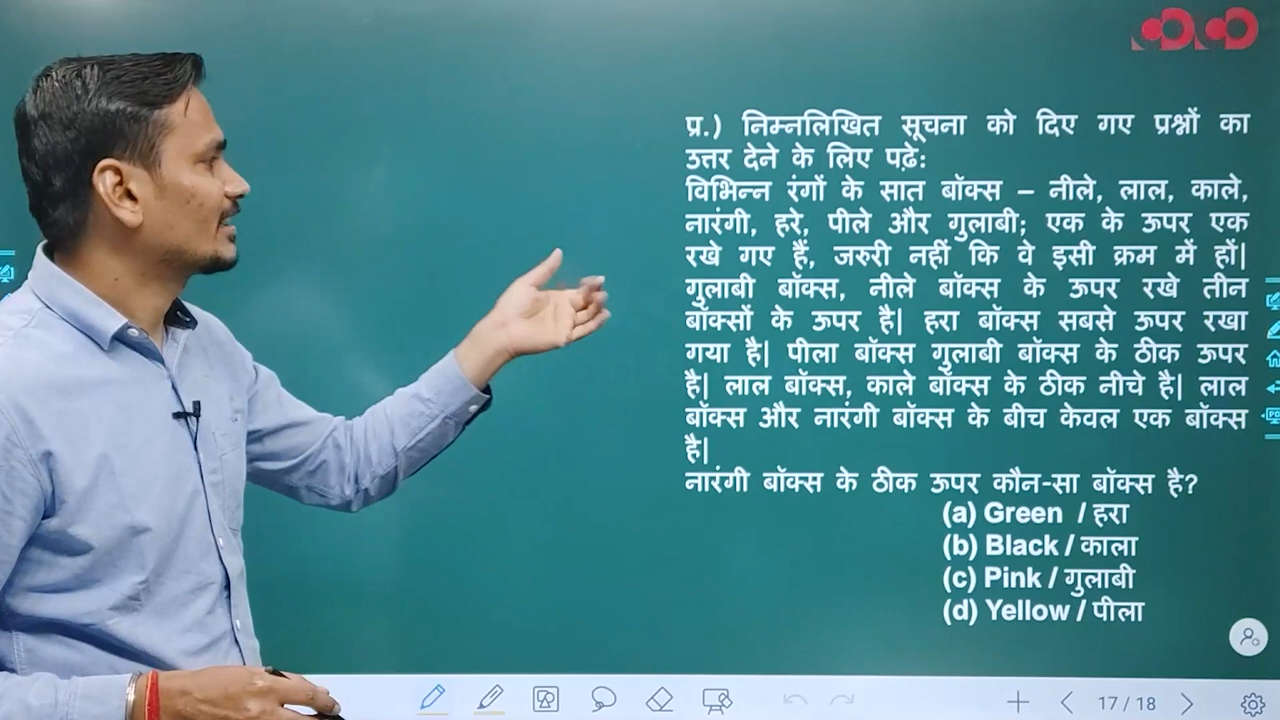 प्र.) निम्नलिखित सूचना को दिए गए प्रश्नों का
उत्तर देने के लिए पढ़े:
विभिन्न रंगों के सात बॉक्स – नीले, लाल, काले,
नारंगी, हरे, पीले और गुलाबी; एक के ऊपर एक
रखे गए हैं, जरुरी नहीं कि वे इसी क्रम में हों|
गुलाबी बॉक्स, नीले बॉक्स के ऊपर रखे तीन
बॉक्सों के ऊपर है| हरा बॉक्स सबसे ऊपर रखा
गया है| पीला बॉक्स गुलाबी बॉक्स के ठीक ऊपर
है| लाल बॉक्स, काले बॉक्स के ठीक नीचे है| लाल
बॉक्स और नारंगी बॉक्स के बीच केवल एक बॉक्स
है|
नारंगी बॉक्स के ठीक ऊपर कौन-सा बॉक्स है?
(a) Green / हरा
(b) Black / काला
(c) Pink / गुलाबी
(d) Yellow / पीला
17 / 18